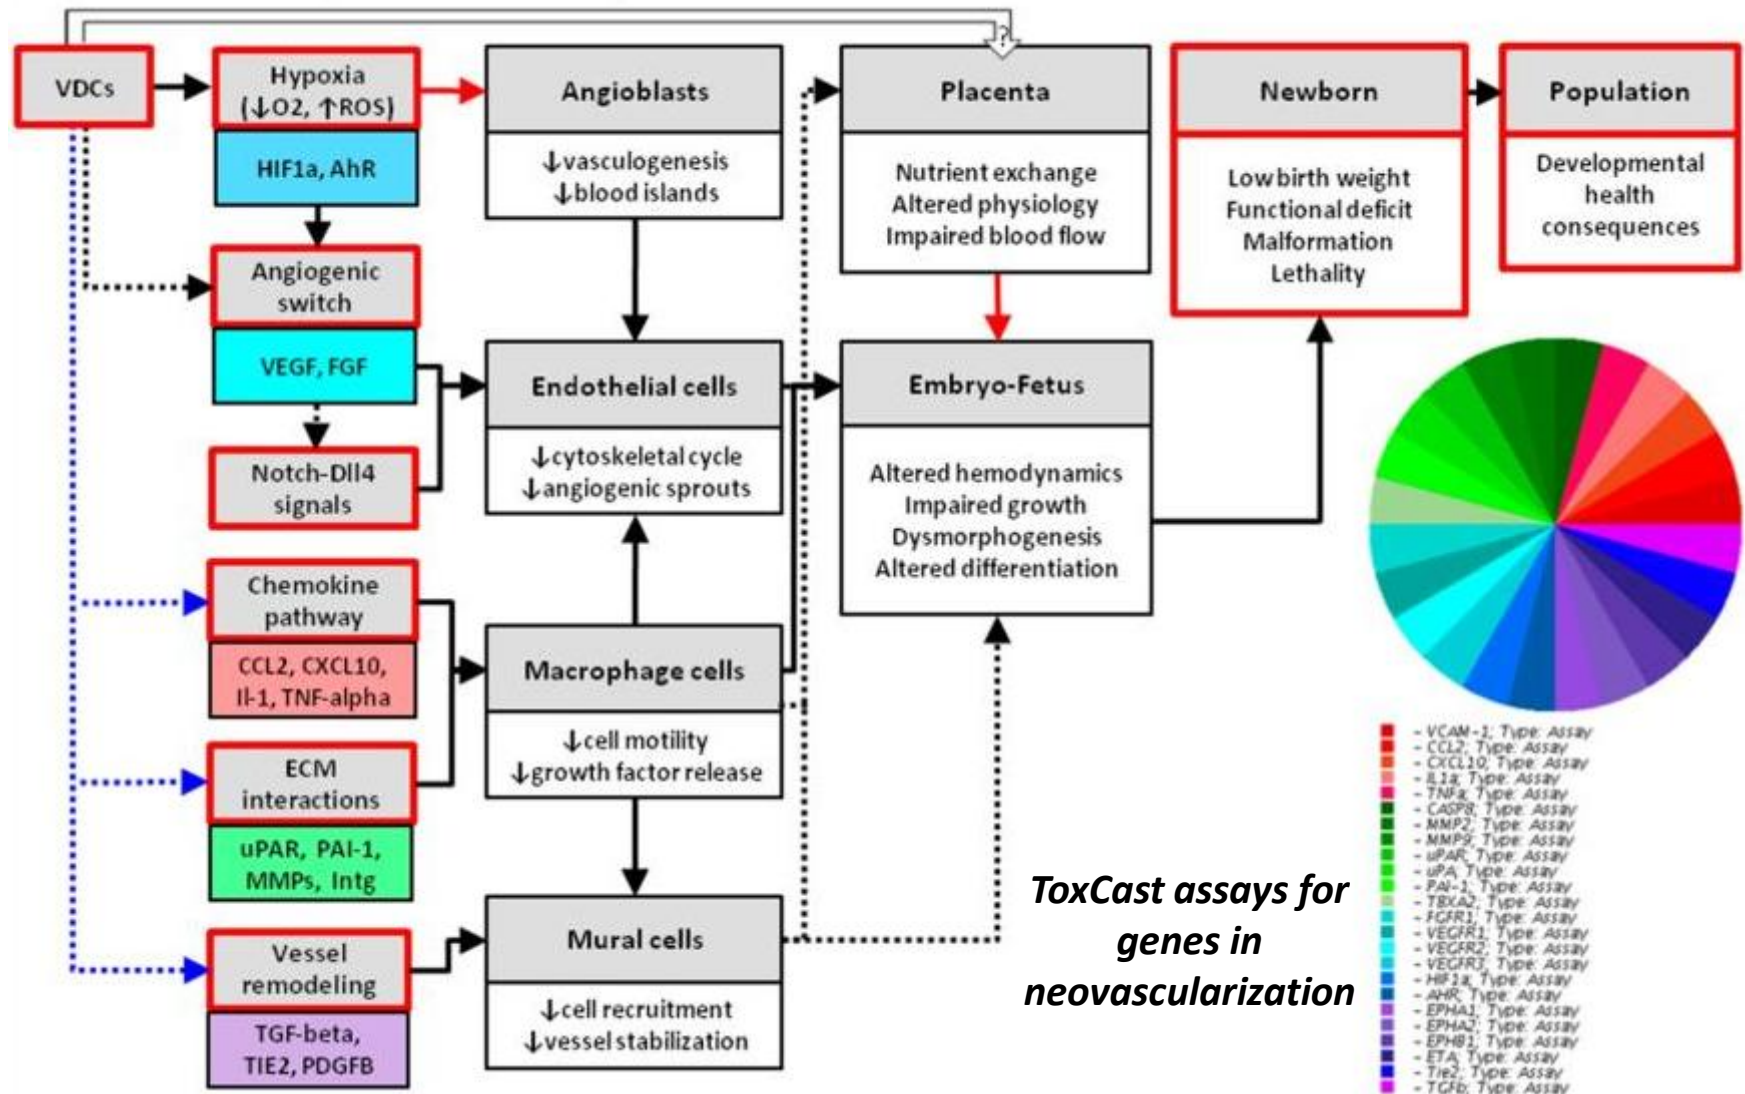 ?
VDCs
Hypoxia
(↓O2, ↑ROS)
HIF1a, AhR
Angiogenic
switch
VEGF, FGF
Notch-Dll4
signals
Chemokine
pathway
CCL2, CXCL10,
Il-1, TNF-alpha
ECM
interactions
uPAR, PAI-1,
MMPs, Intg
Vessel
remodeling
TGF-beta,
TIE2, PDGFB
Angioblasts
↓vasculogenesis
↓blood islands
Endothelial cells
↓cytoskeletal cycle
↓angiogenic sprouts
Macrophage cells
↓cell motility
↓growth factor release
Mural cells
↓cell recruitment
↓vessel stabilization
Placenta
Nutrient exchange
Altered physiology
Impaired blood flow
Embryo-Fetus
Altered hemodynamics
Impaired growth
Dysmorphogenesis
Altered differentiation
Newborn
Low birth weight
Functional deficit
Malformation
Lethality
Population
Developmental
health
consequences
ToxCast assays for
genes in
neovascularization
- VCAM-1; Type: Assay
- CCL2; Type: Assay
- CXCL10; Type: Assay
- IL1a; Type: Assay
- TNFa; Type: Assay
- CASP8; Type: Assay
- MMP2; Type: Assay
- MMP9; Type: Assay
- uPAR; Type: Assay
- uPA; Type: Assay
- PAI-1; Type: Assay
- TBXA2; Type: Assay
- FGFR1; Type: Assay
- VEGFR1; Type: Assay
- VEGFR2; Type: Assay
- VEGFR3; Type: Assay
- HIF1a; Type: Assay
- AHR; Type: Assay
- EPHA1; Type: Assay
- EPHA2; Type: Assay
- EPHB1; Type: Assay
- ETA; Type: Assay
- Tie2; Type: Assay
- TGFb; Type: Assay